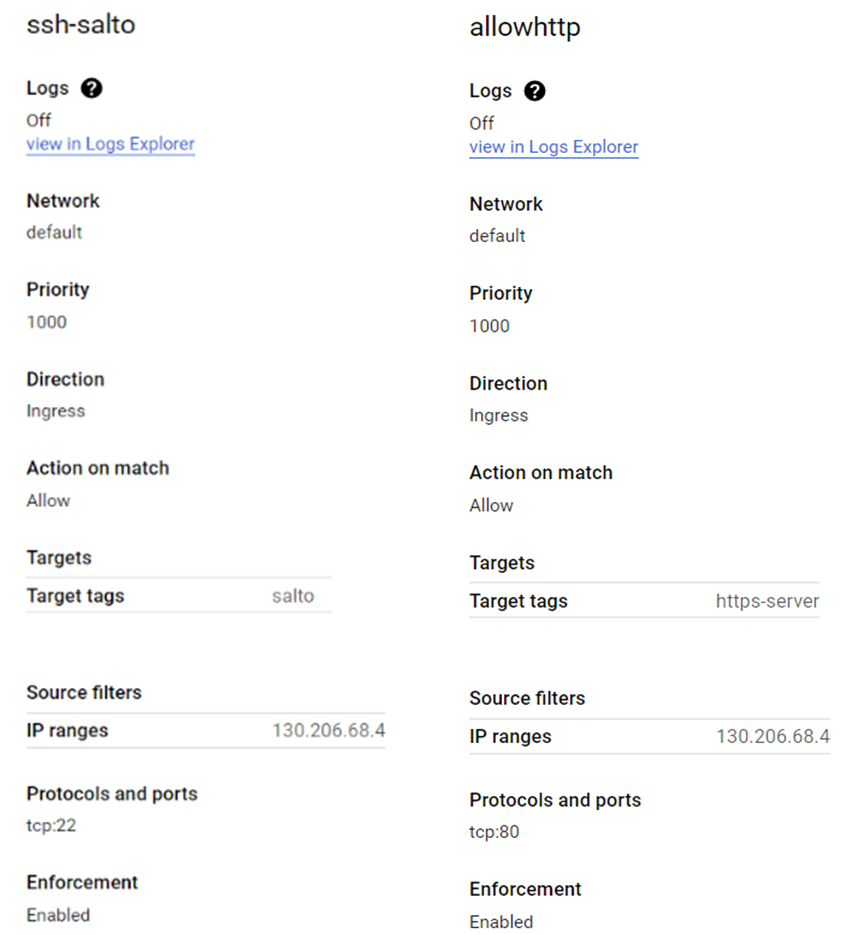 ssh-salto
Logs ?
Off
view in Logs Explorer
Network
default
Priority
1000
Direction
Ingress
Action on match
Allow
Targets
Target tags salto
Source filters
IP ranges 130.206.68.4
Protocols and ports
tcp:22
Enforcement
Enabled
allowhttp
Logs ?
Off
view in Logs Explorer
Network
default
Priority
1000
Direction
Ingress
Action on match
Allow
Targets
Target tags https-server
Source filters
IP ranges 130.206.68.4
Protocols and ports
tcp:80
Enforcement
Enabled